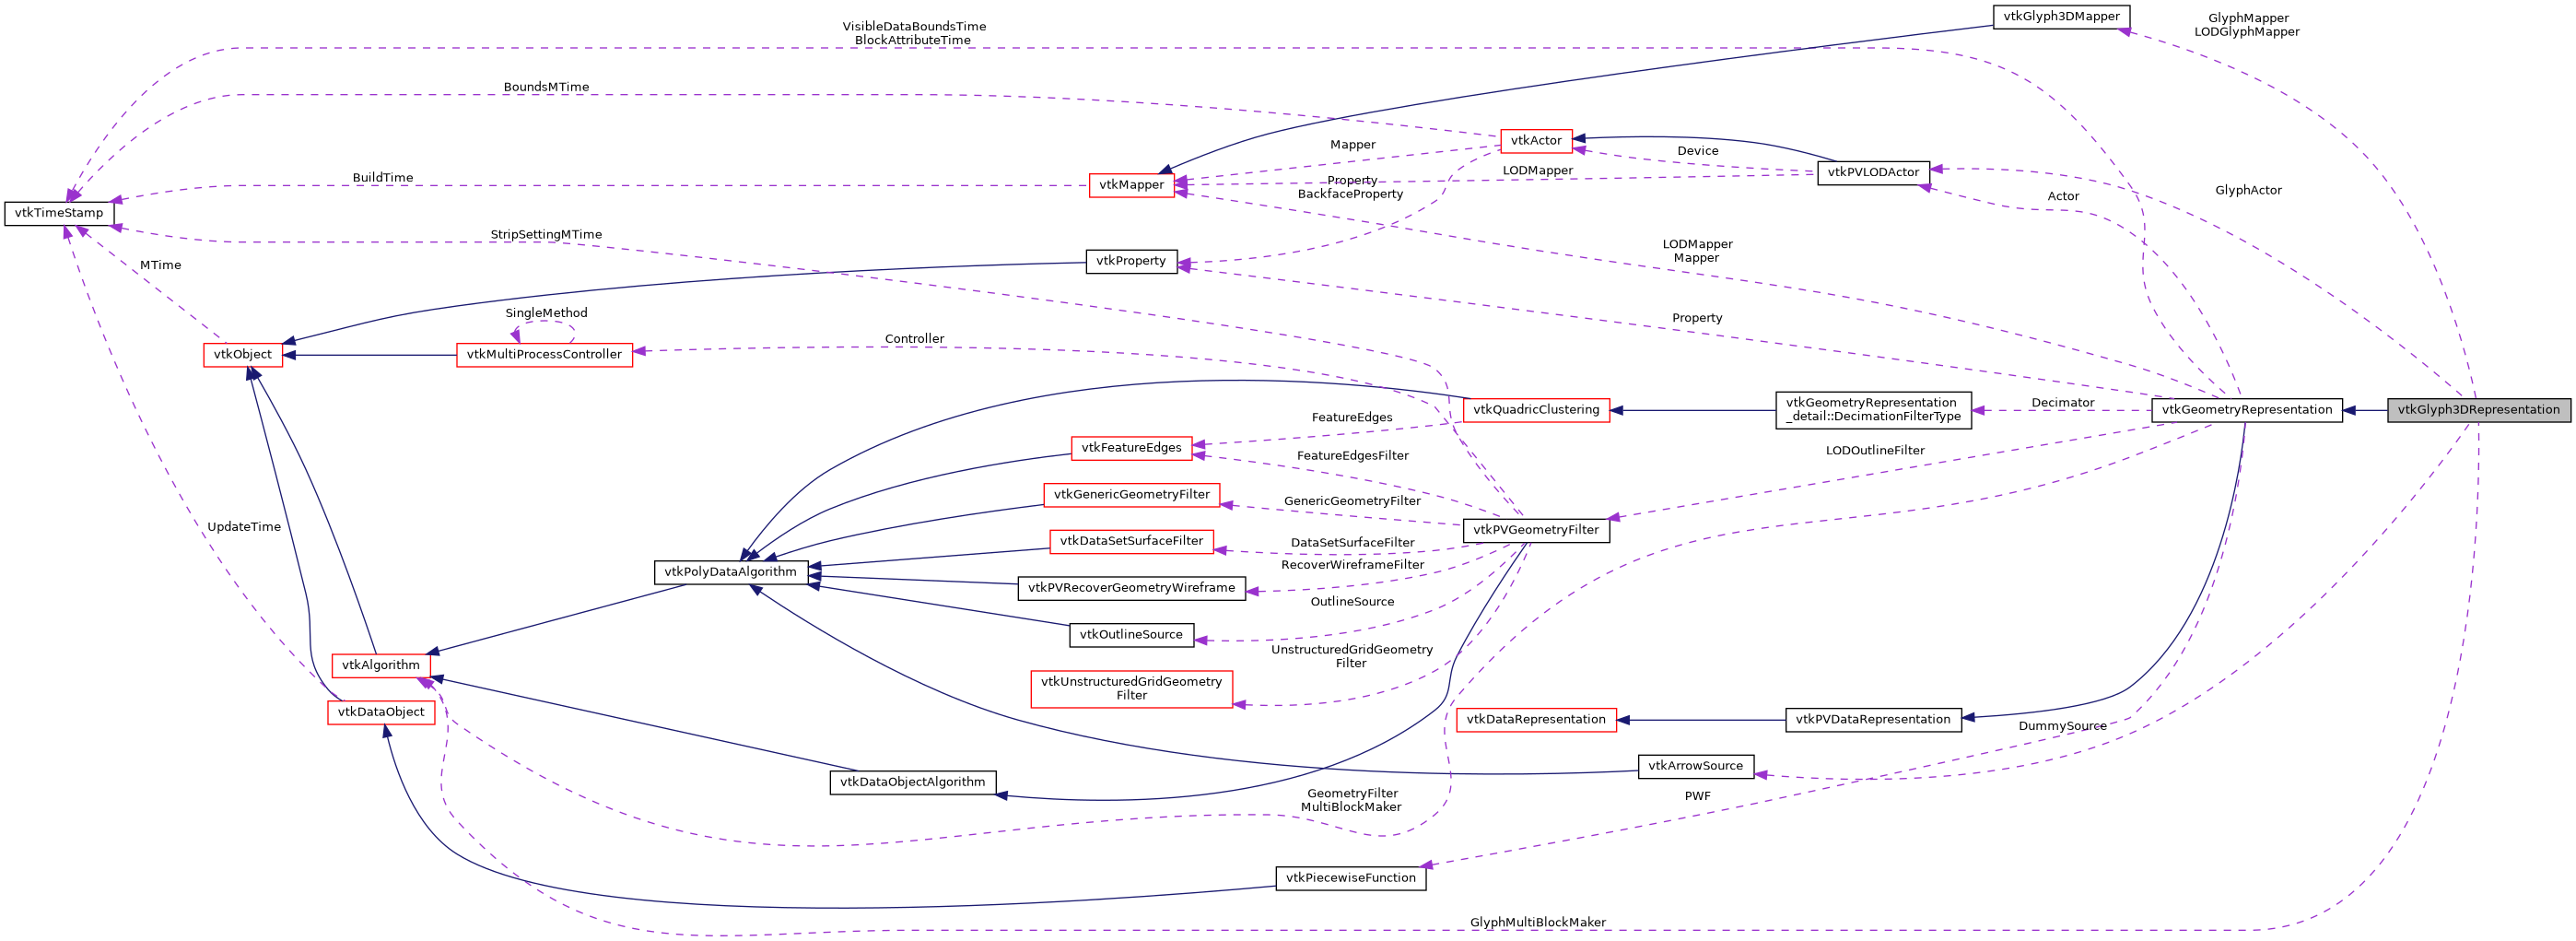 vtkGlyph3DMapper
GlyphMapper
LODGlyphMapper
VisibleDataBoundsTime
BlockAttributeTime
BoundsMTime
vtkActor
Mapper
Device
vtkPVLODActor
LODMapper
BuildTime
vtkMapper
Property
BackfaceProperty
GlyphActor
Actor
vtkTimeStamp
StripSettingMTime
LODMapper
Mapper
MTime
vtkProperty
SingleMethod
Property
Controller
vtkObject
vtkMultiProcessController
vtkQuadricClustering
vtkGeometryRepresentation
_detail::DecimationFilterType
Decimator
vtkGeometryRepresentation
vtkGlyph3DRepresentation
FeatureEdges
vtkFeatureEdges
FeatureEdgesFilter
LODOutlineFilter
vtkGenericGeometryFilter
GenericGeometryFilter
UpdateTime
vtkPVGeometryFilter
vtkDataSetSurfaceFilter
DataSetSurfaceFilter
RecoverWireframeFilter
vtkPolyDataAlgorithm
vtkPVRecoverGeometryWireframe
OutlineSource
vtkOutlineSource
UnstructuredGridGeometry
Filter
vtkAlgorithm
vtkUnstructuredGridGeometry
Filter
vtkDataObject
vtkDataRepresentation
vtkPVDataRepresentation
DummySource
vtkArrowSource
vtkDataObjectAlgorithm
GeometryFilter
MultiBlockMaker
PWF
vtkPiecewiseFunction
GlyphMultiBlockMaker